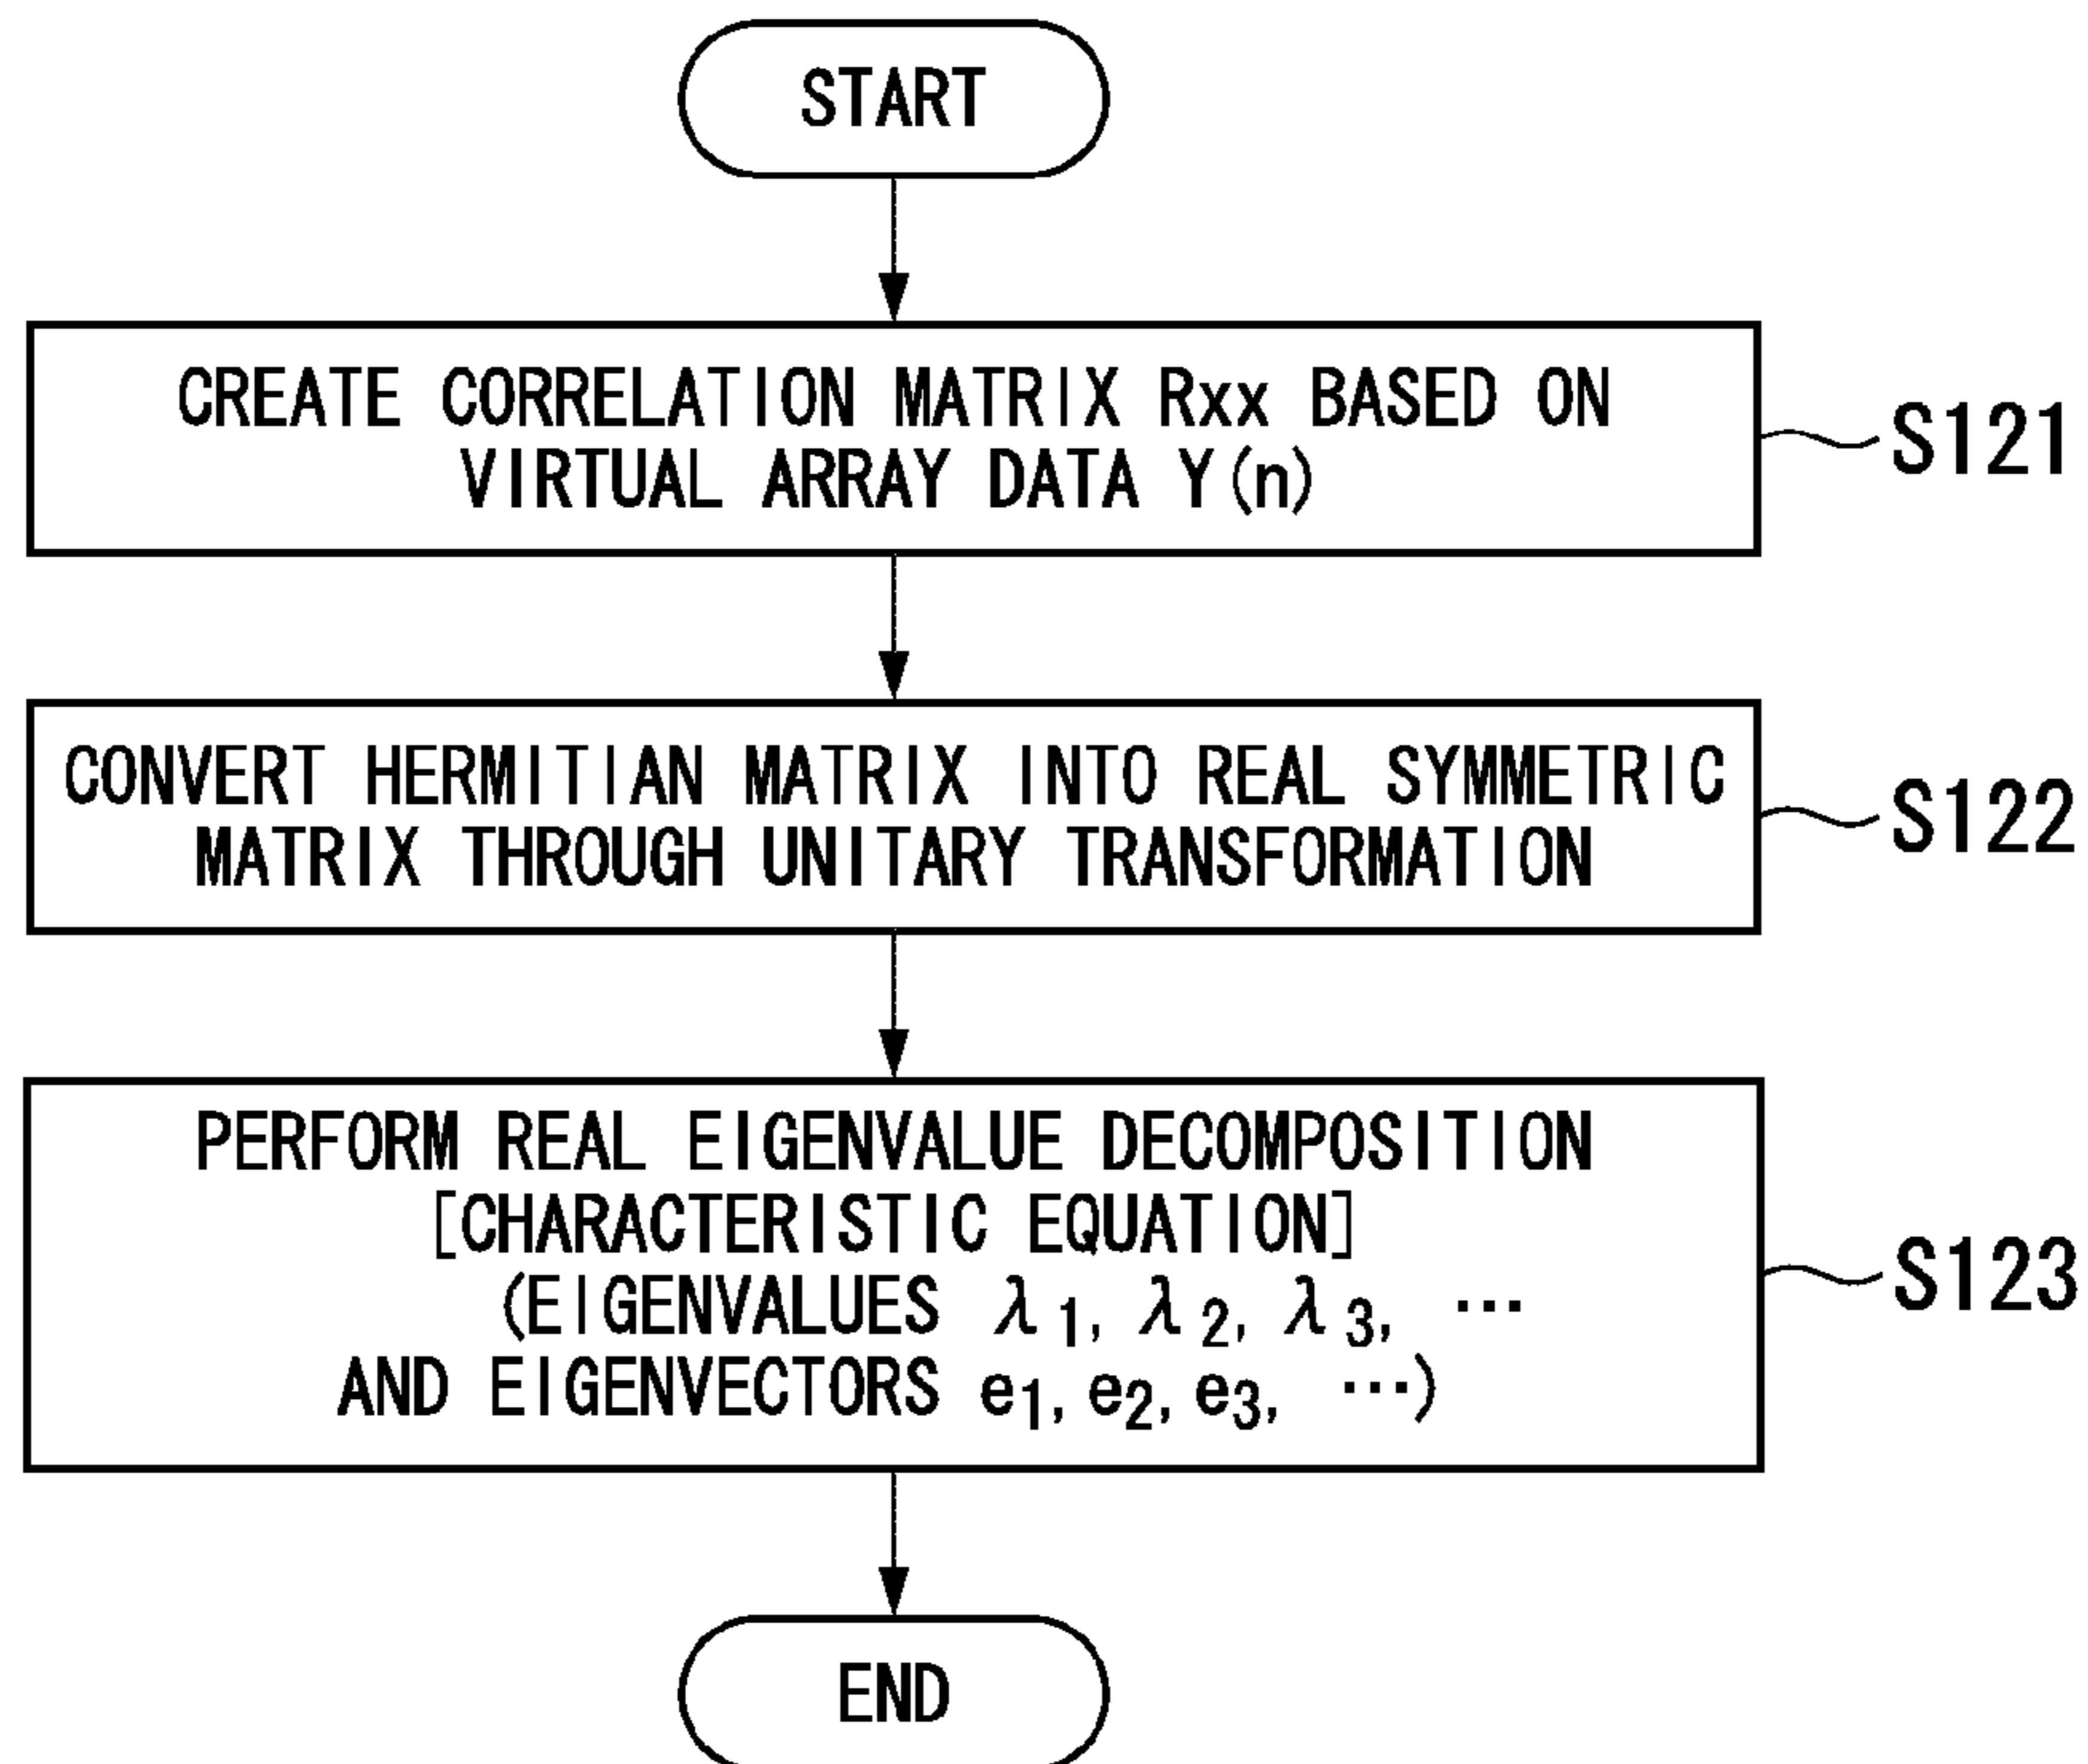 START
CREATE CORRELATION MATRIX Rxx BASED ON
VIRTUAL ARRAY DATA Y(n)
S121
CONVERT HERMITIAN MATRIX INTO REAL SYMMETRIC
MATRIX THROUGH UNITARY TRANSFORMATION
S122
PERFORM REAL EIGENVALUE DECOMPOSITION
[CHARACTERISTIC EQUATION]
(EIGENVALUES λ1, λ2, λ3, ···
AND EIGENVECTORS e1, e2, e3, ···)
S123
END